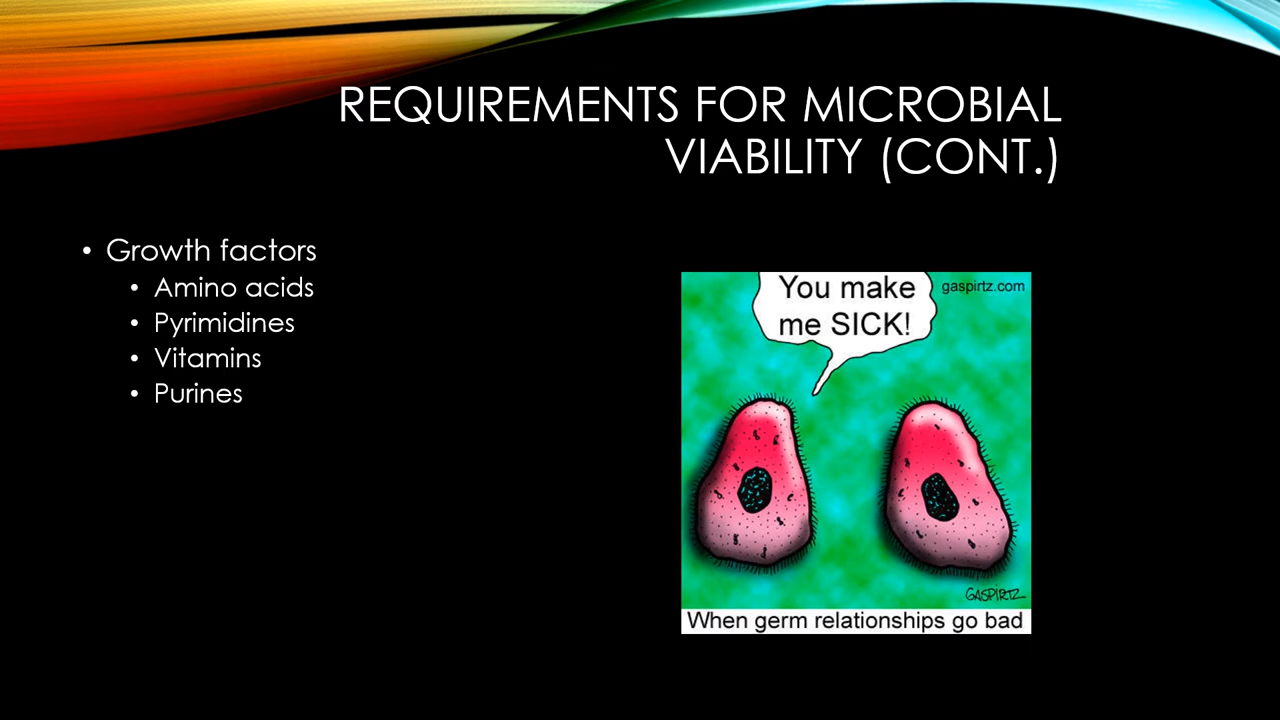 REQUIREMENTS FOR MICROBIAL
VIABILITY (CONT.)
• Growth factors
• Amino acids
• Pyrimidines
• Vitamins
• Purines
You make
me SICK!
gaspirtz.com
GASPIRTZ
When germ relationships go bad